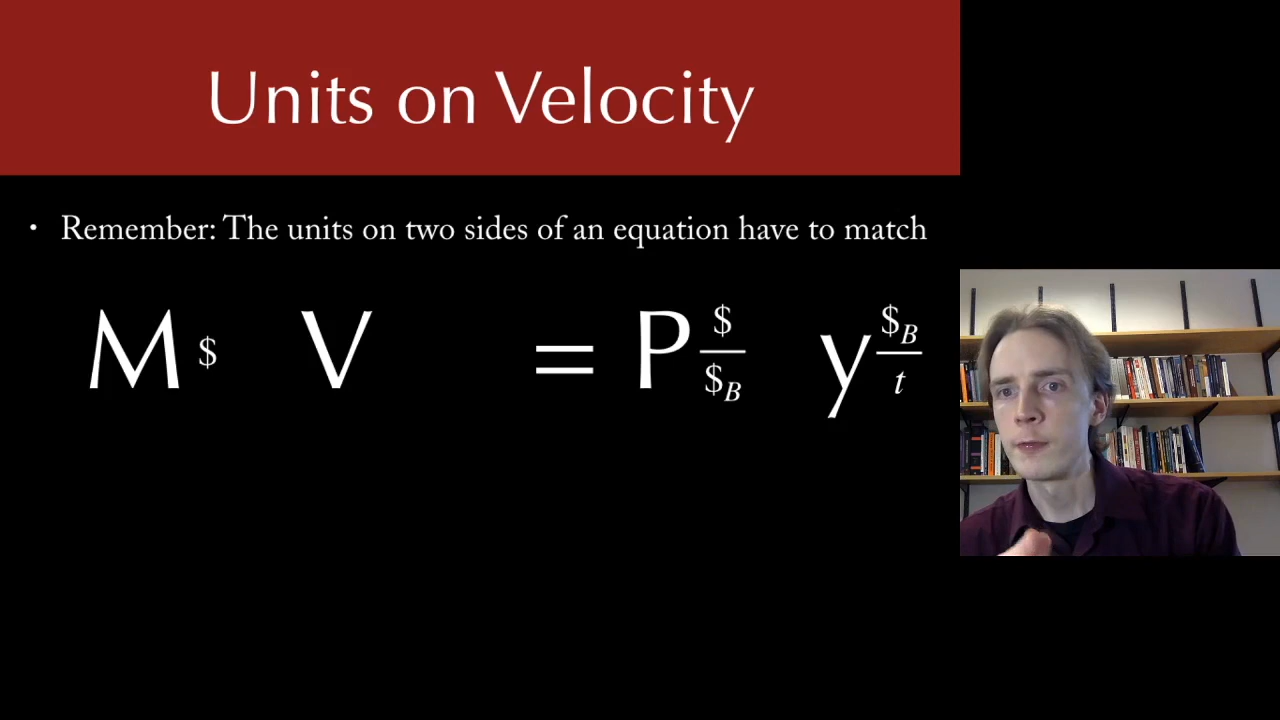 Units on Velocity
• Remember: The units on two sides of an equation have to match
M $ V = P $/$B y $B/t